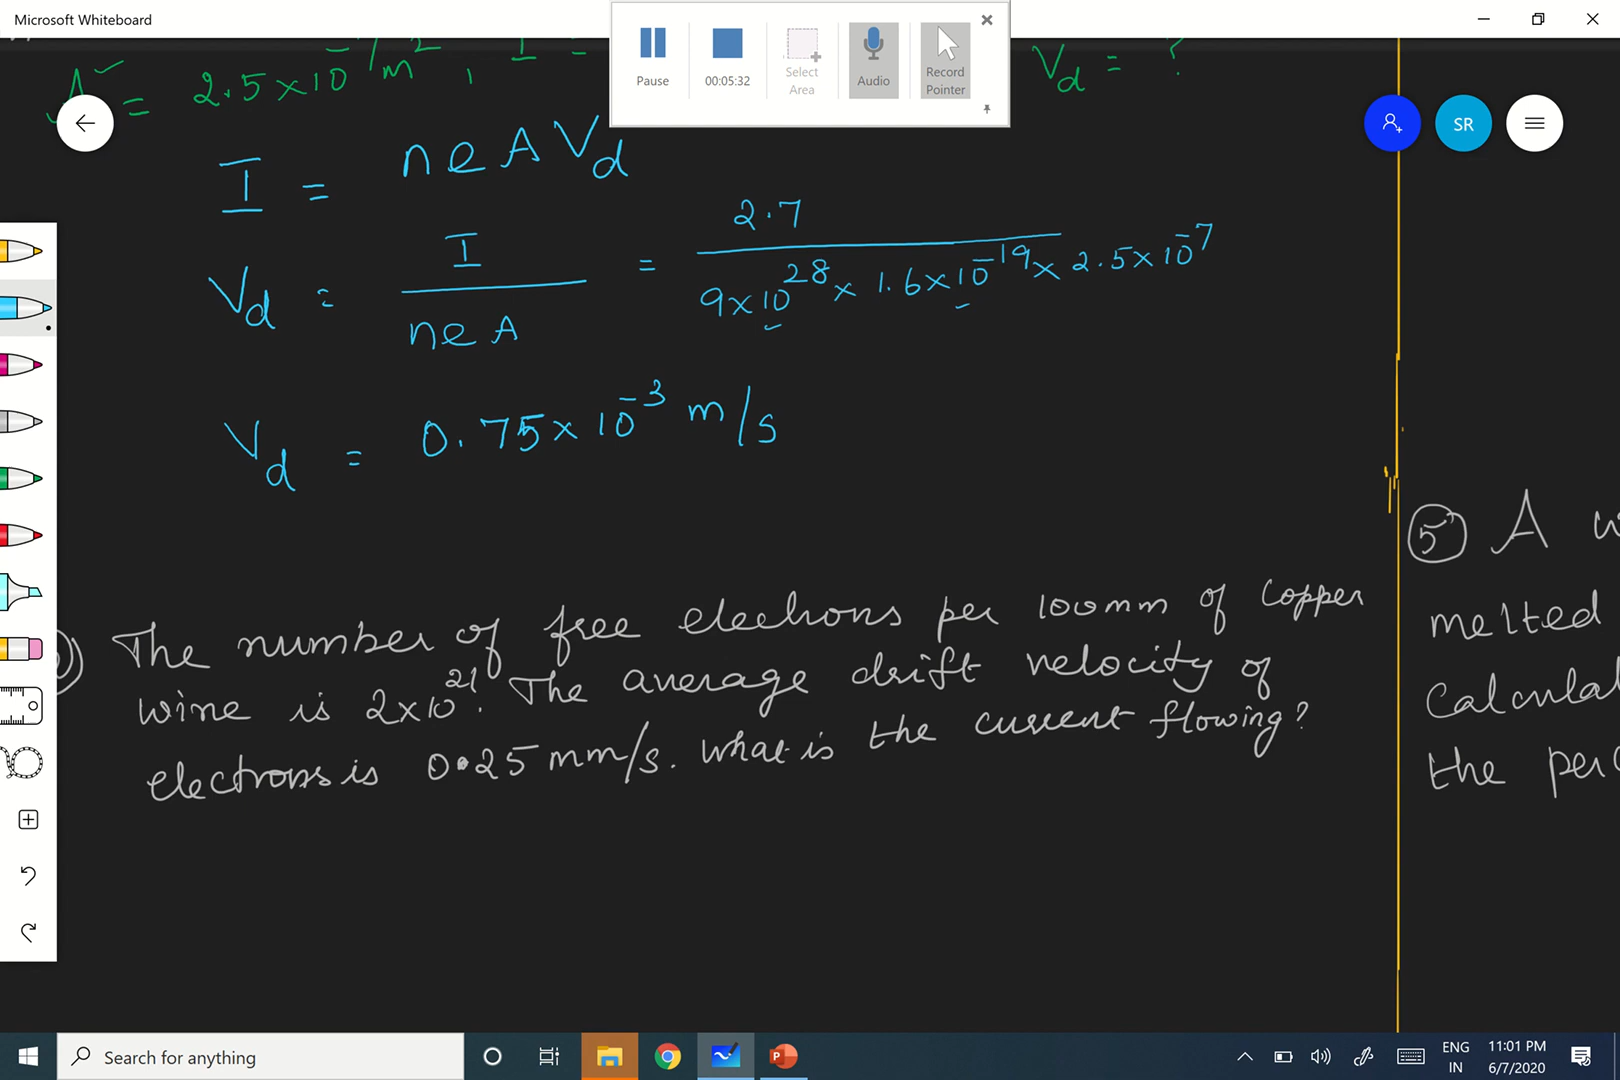 Microsoft Whiteboard
Pause
00:05:32
Select Area
Audio
Record Pointer
A = 2.5×10⁻⁷ m², I = Vd = ?
SR
I = neAVd
Vd = I / neA = 2.7 / 9×10²⁸ × 1.6×10⁻¹⁹ × 2.5×10⁻⁷
Vd = 0.75×10⁻³ m/s
The number of free electrons per 100mm of Copper
wire is 2×10²¹. The average drift velocity of
electrons is 0.25 mm/s. what is the current flowing?
5 A w
melted
Calculat
the perc
Search for anything
ENG
IN
11:01 PM
6/7/2020